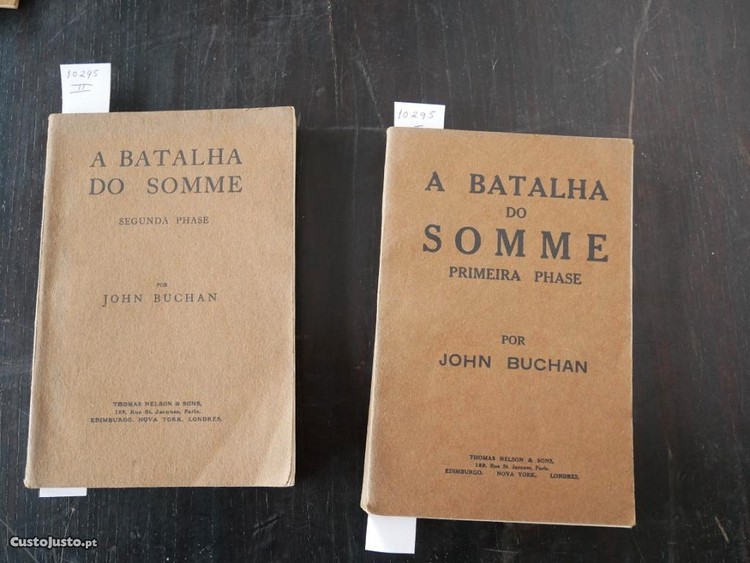 10295
II
A BATALHA
DO SOMME
SEGUNDA PHASE
POR
JOHN BUCHAN
THOMAS NELSON & SONS,
189, Rue St. Jacques, Paris.
EDIMBURGO. NOVA YORK. LONDRES.
10295
A BATALHA
DO
SOMME
PRIMEIRA PHASE
POR
JOHN BUCHAN
THOMAS NELSON & SONS,
189, Rue St. Jacques, Paris.
EDIMBURGO. NOVA YORK. LONDRES.
CustoJusto.pt